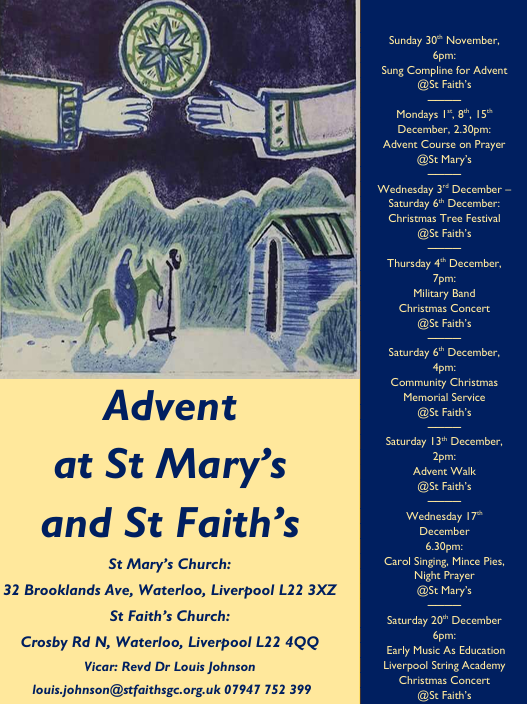 Advent
at St Mary’s
and St Faith’s
St Mary’s Church:
32 Brooklands Ave, Waterloo, Liverpool L22 3XZ
St Faith’s Church:
Crosby Rd N, Waterloo, Liverpool L22 4QQ
Vicar: Revd Dr Louis Johnson
louis.johnson@stfaithsgc.org.uk 07947 752 399
Sunday 30th November,
6pm:
Sung Compline for Advent
@St Faith’s
Mondays 1st, 8th, 15th
December, 2.30pm:
Advent Course on Prayer
@St Mary’s
Wednesday 3rd December –
Saturday 6th December:
Christmas Tree Festival
@St Faith’s
Thursday 4th December,
7pm:
Military Band
Christmas Concert
@St Faith’s
Saturday 6th December,
4pm:
Community Christmas
Memorial Service
@St Faith’s
Saturday 13th December,
2pm:
Advent Walk
@St Faith’s
Wednesday 17th
December
6.30pm:
Carol Singing, Mince Pies,
Night Prayer
@St Mary’s
Saturday 20th December
6pm:
Early Music As Education
Liverpool String Academy
Christmas Concert
@St Faith’s